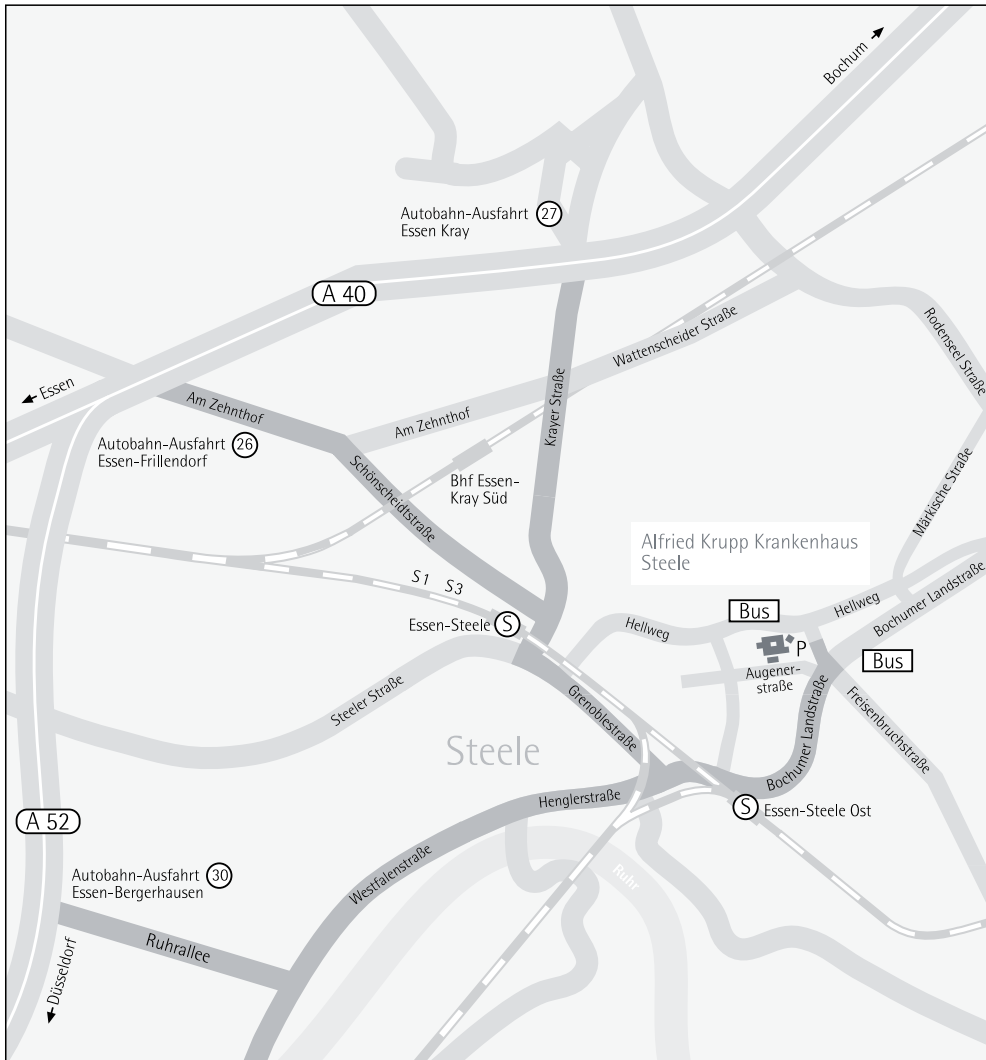 Bochum
Autobahn-Ausfahrt 27
Essen Kray
A 40
Rodenseel Straße
Wattenscheider Straße
Essen
Am Zehnthof
Am Zehnthof
Krayer Straße
Autobahn-Ausfahrt 26
Essen-Frillendorf
Schönscheidtstraße
Bhf Essen-
Kray Süd
Märkische Straße
Alfried Krupp Krankenhaus
Steele
S 1 S 3
Essen-Steele S
Hellweg
Bus
Hellweg
Bochumer Landstraße
P
Bus
Augener-
straße
Steeler Straße
Grenoblestraße
Freisenbruchstraße
Steele
Bochumer Landstraße
Henglerstraße
S Essen-Steele Ost
A 52
Westfalenstraße
Ruhr
Autobahn-Ausfahrt 30
Essen-Bergerhausen
Ruhrallee
Düsseldorf